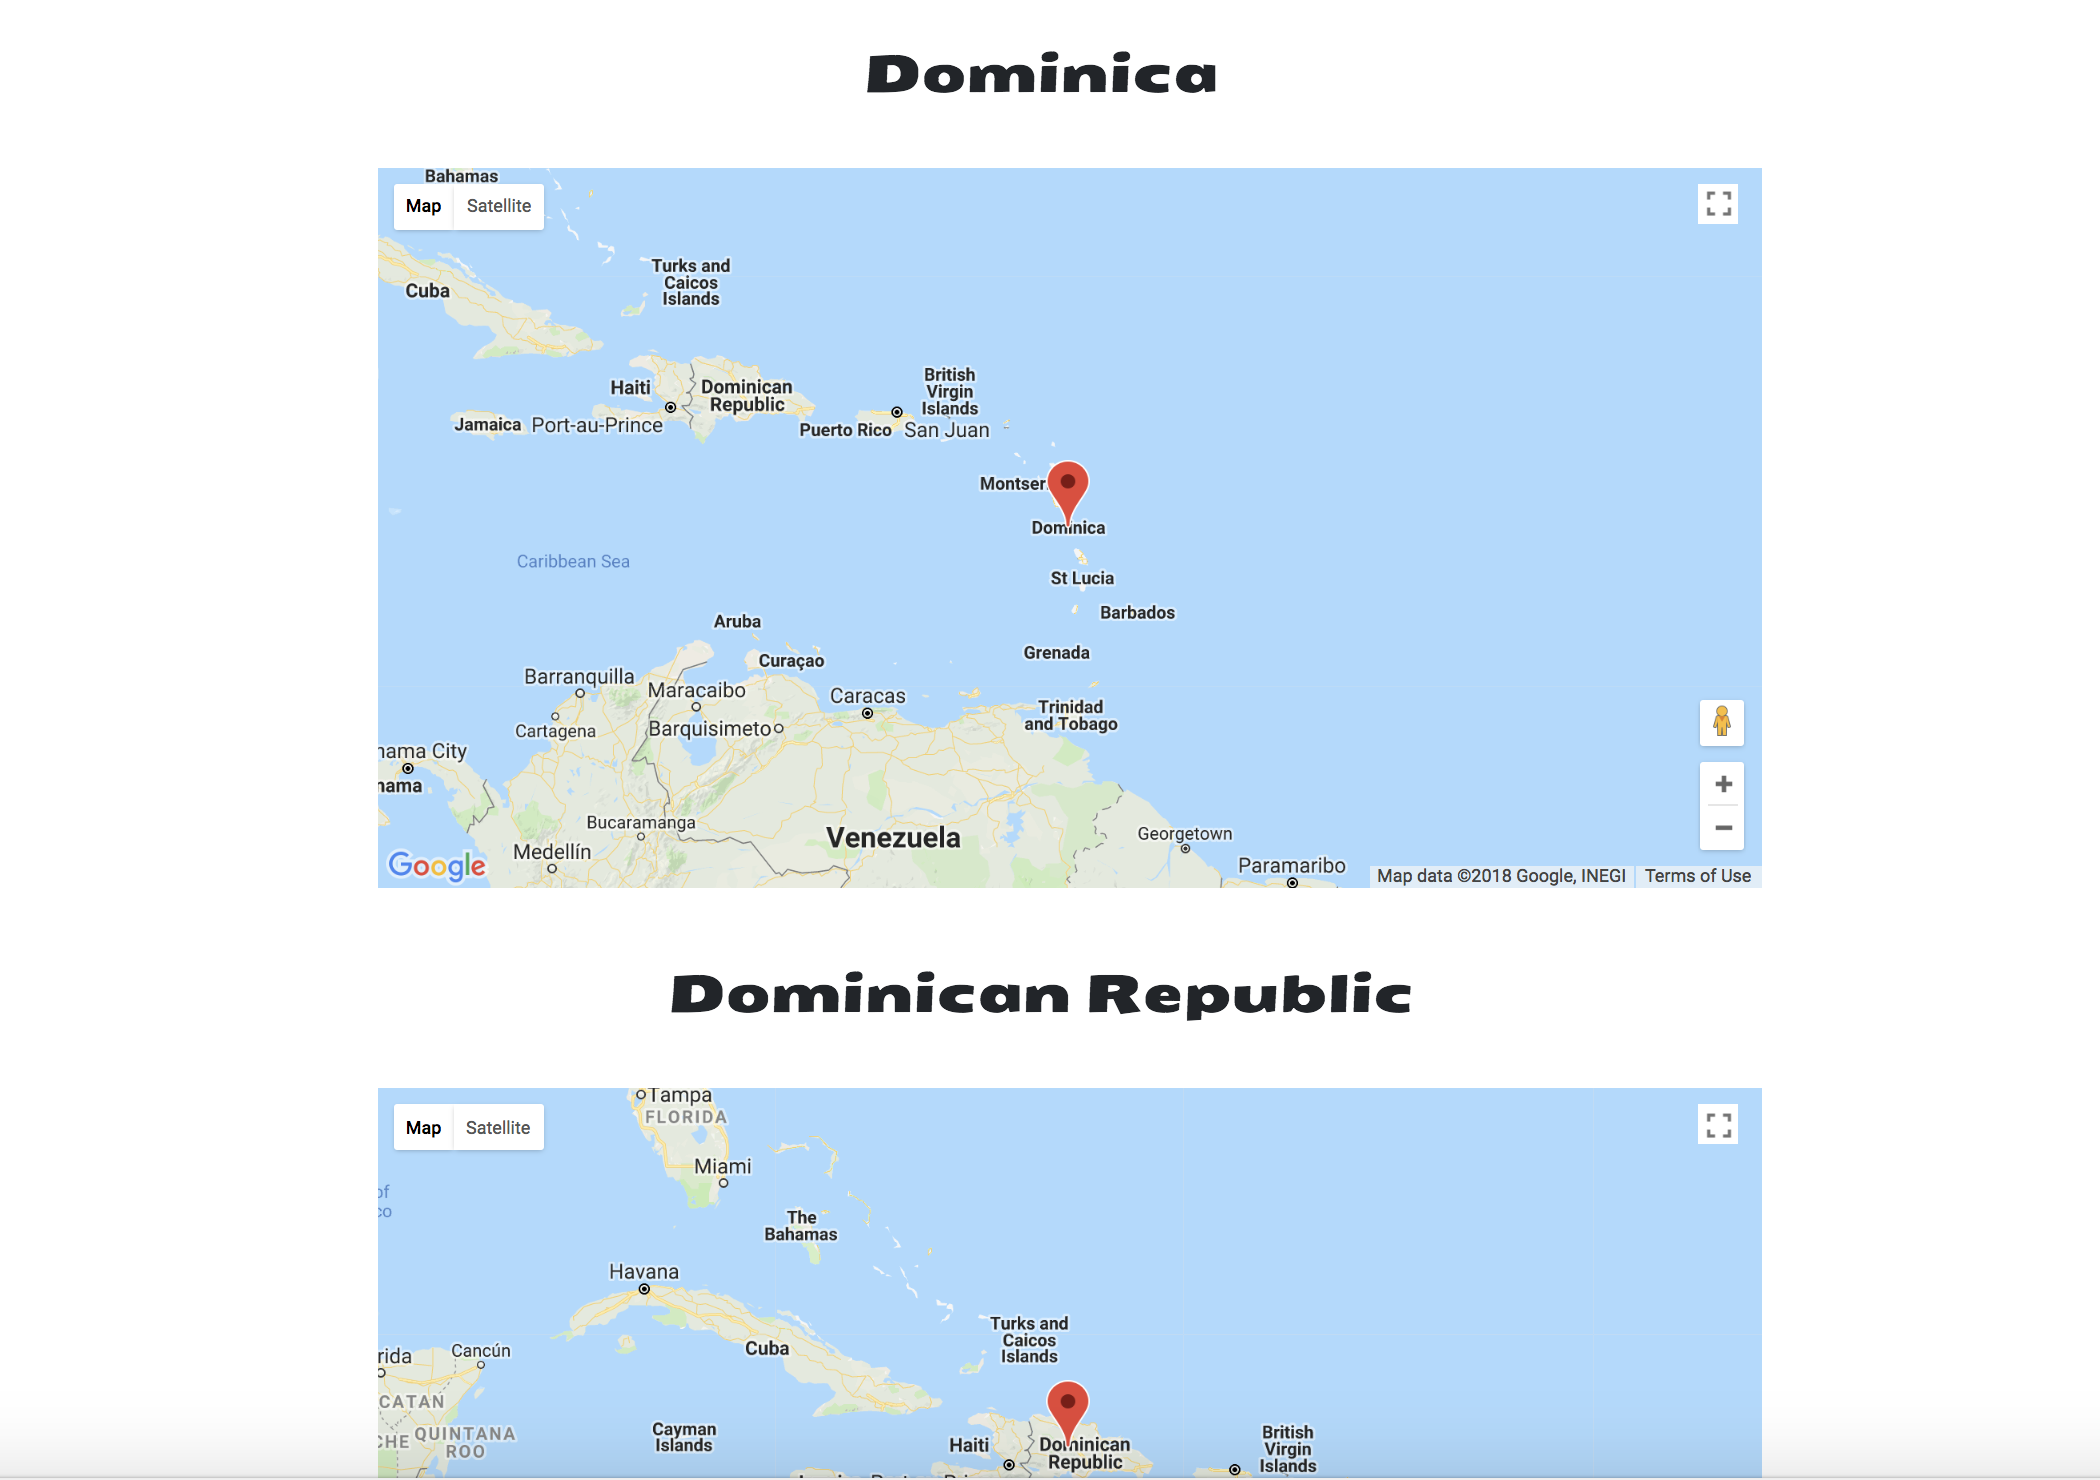 Dominica
Bahamas
Map
Satellite
Turks and
Caicos
Islands
Cuba
Haiti
Dominican
Republic
British
Virgin
Islands
Jamaica
Port-au-Prince
Puerto Rico
San Juan
Montser
Dominica
Caribbean Sea
St Lucia
Barbados
Aruba
Grenada
Curaçao
Barranquilla
Maracaibo
Caracas
Trinidad
and Tobago
Cartagena
Barquisimeto
nama City
nama
Bucaramanga
Venezuela
Georgetown
Medellín
Google
Paramaribo
Map data ©2018 Google, INEGI
Terms of Use
Dominican Republic
Tampa
FLORIDA
Map
Satellite
Miami
of
co
The
Bahamas
Havana
Turks and
Caicos
Islands
Cuba
Cancún
rida
CATAN
CHE
QUINTANA
ROO
Cayman
Islands
Haiti
Dominican
Republic
British
Virgin
Islands